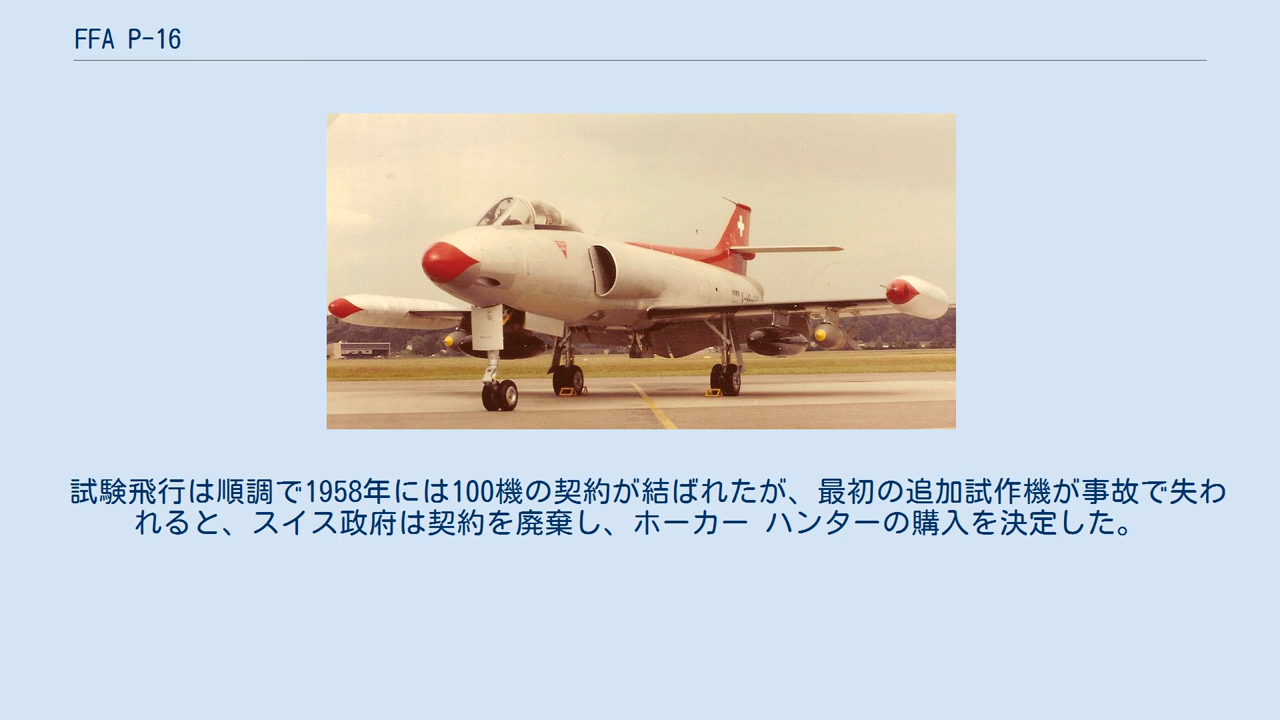 FFA P-16
試験飛行は順調で1958年には100機の契約が結ばれたが、最初の追加試作機が事故で失わ
れると、スイス政府は契約を廃棄し、ホーカー ハンターの購入を決定した。